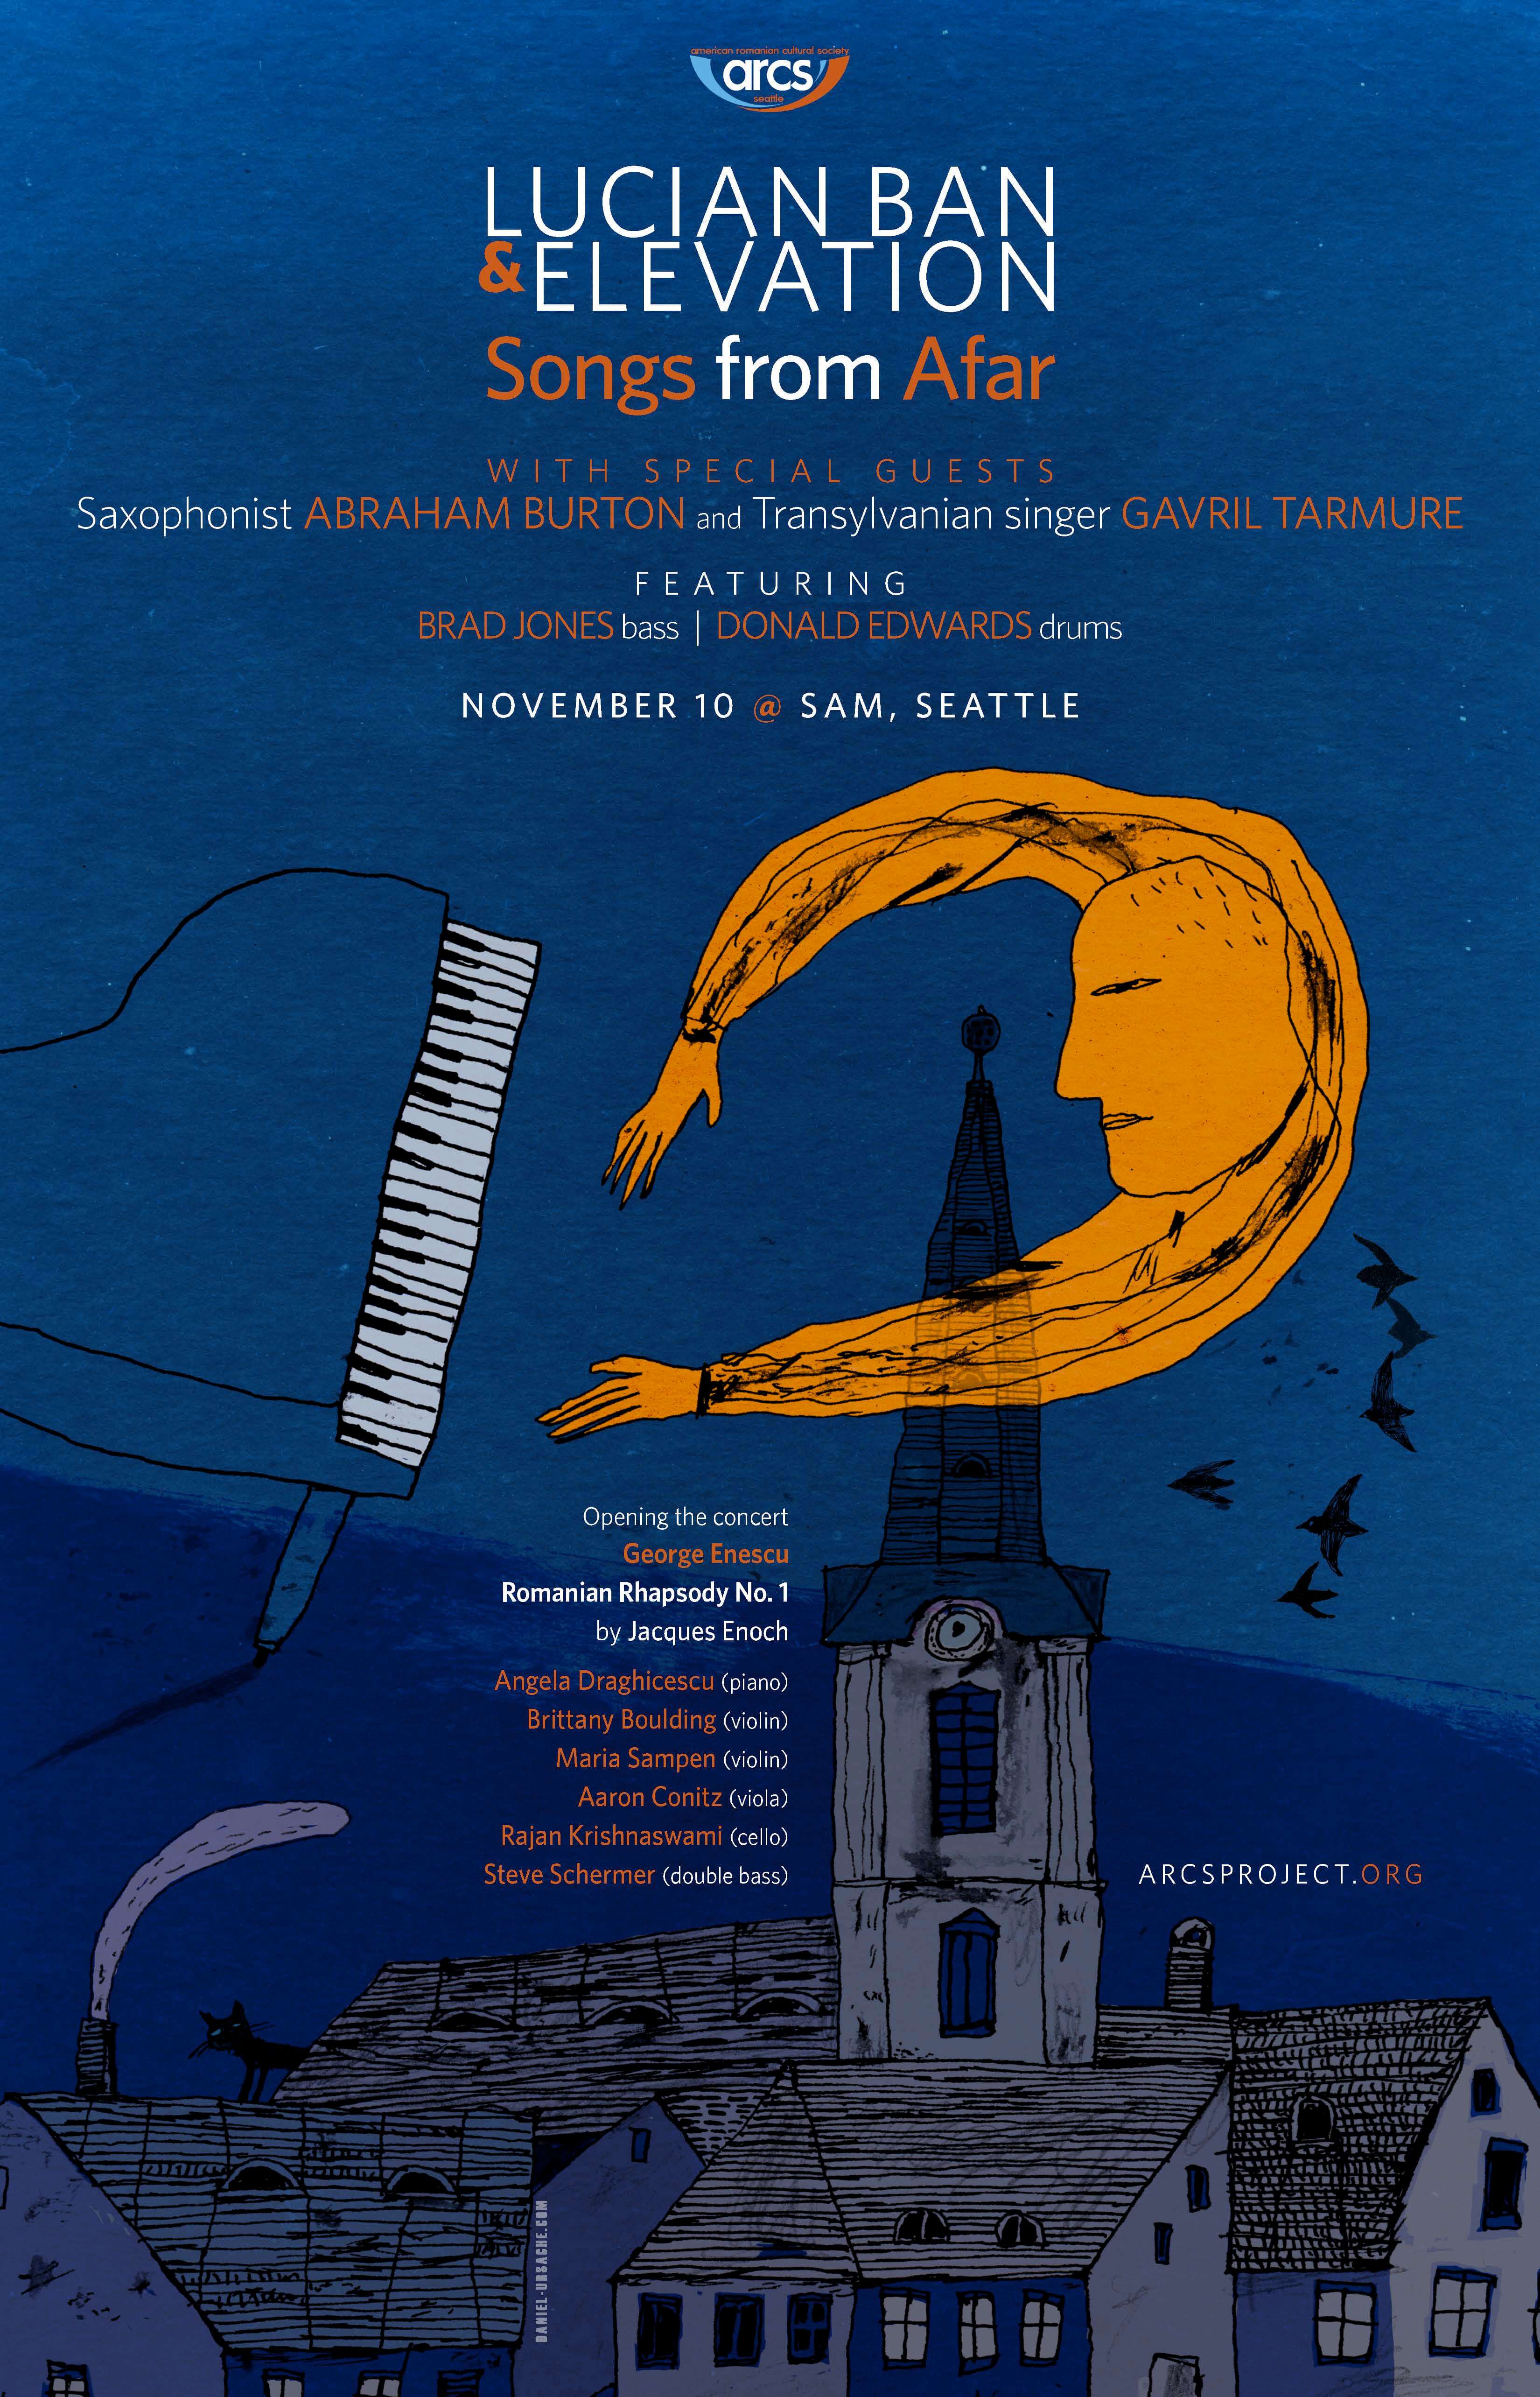 american romanian cultural society
arcs
seattle
LUCIAN BAN
&ELEVATION
Songs from Afar
WITH SPECIAL GUESTS
Saxophonist ABRAHAM BURTON and Transylvanian singer GAVRIL TARMURE
FEATURING
BRAD JONES bass | DONALD EDWARDS drums
NOVEMBER 10 @ SAM, SEATTLE
Opening the concert
George Enescu
Romanian Rhapsody No. 1
by Jacques Enoch
Angela Draghicescu (piano)
Brittany Boulding (violin)
Maria Sampen (violin)
Aaron Conitz (viola)
Rajan Krishnaswami (cello)
Steve Schermer (double bass)
ARCSPROJECT.ORG
DANIEL-URSACHE.COM